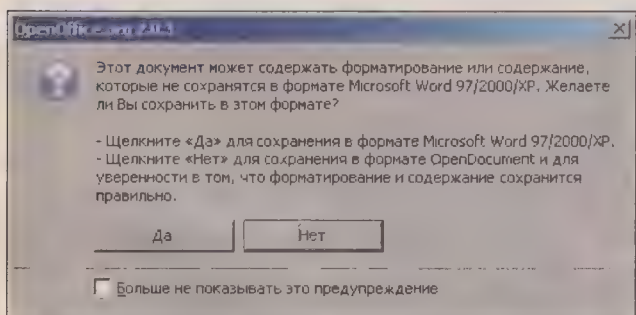 OpenOffice.org 2.0.3
Этот документ может содержать форматирование или содержание,
которые не сохранятся в формате Microsoft Word 97/2000/XP. Желаете
ли Вы сохранить в этом формате?
- Щелкните «Да» для сохранения в формате Microsoft Word 97/2000/XP.
- Щелкните «Нет» для сохранения в формате OpenDocument и для
уверенности в том, что форматирование и содержание сохранится
правильно.
Да Нет
Больше не показывать это предупреждение